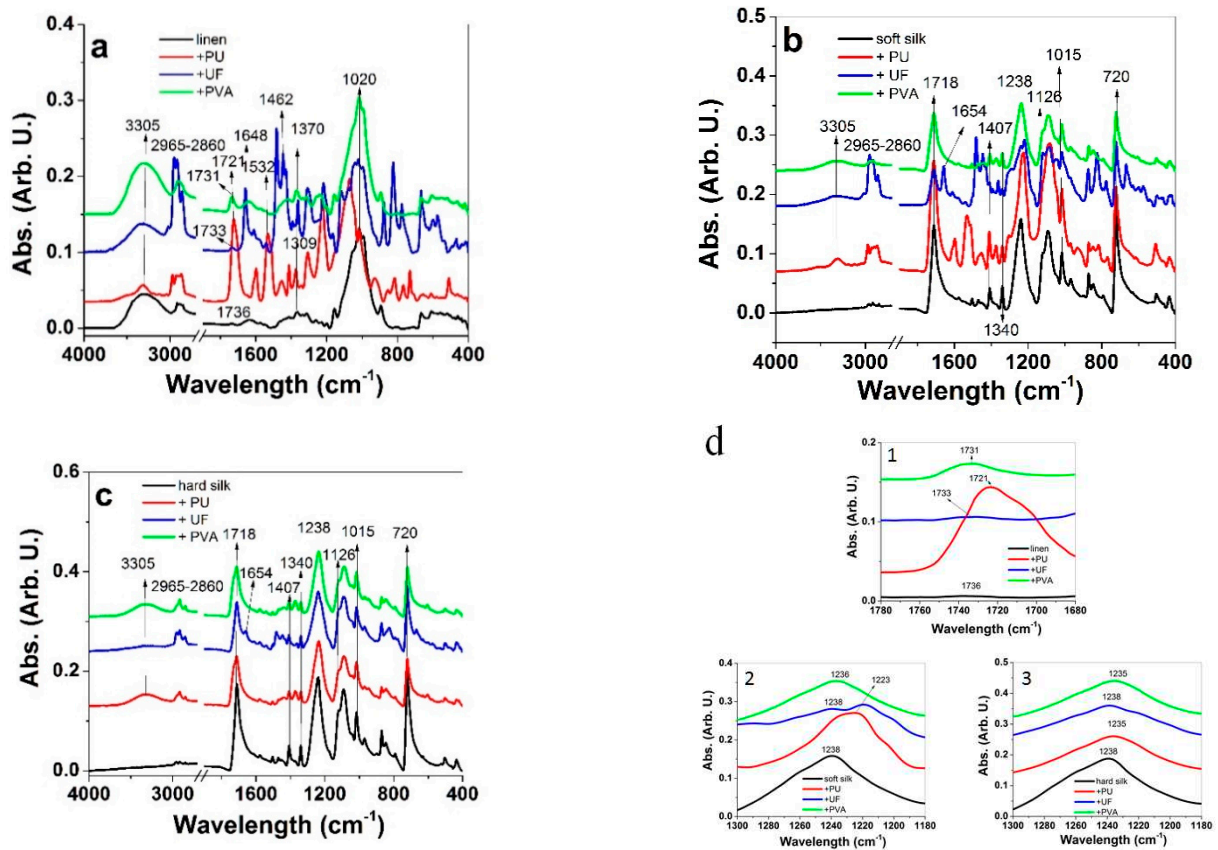 a
linen
+PU
+UF
+PVA
3305
2965-2860
1721
1731
1733
1648
1532
1462
1370
1309
1736
1020
Abs. (Arb. U.)
0.4
0.3
0.2
0.1
0.0
4000 3000 1600 1200 800 400
Wavelength (cm⁻¹)
b
soft silk
+ PU
+ UF
+ PVA
3305
2965-2860
1718
1654
1407
1340
1238
1126
1015
720
Abs. (Arb. U.)
0.5
0.4
0.3
0.2
0.1
0.0
4000 3000 1600 1200 800 400
Wavelength (cm⁻¹)
c
hard silk
+ PU
+ UF
+ PVA
3305
2965-2860
1718
1654
1407
1340
1238
1126
1015
720
Abs. (Arb. U.)
0.6
0.4
0.2
0.0
4000 3000 1600 1200 800 400
Wavelength (cm⁻¹)
d
1
1731
1721
1733
1736
linen
+PU
+UF
+PVA
Abs. (Arb. U.)
0.2
0.1
0.0
1780 1760 1740 1720 1700 1680
Wavelength (cm⁻¹)
2
1236
1223
1238
1238
soft silk
+PU
+UF
+PVA
Abs. (Arb. U.)
0.4
0.3
0.2
0.1
0.0
1300 1280 1260 1240 1220 1200 1180
Wavelength (cm⁻¹)
3
1235
1238
1235
1238
hard silk
+PU
+UF
+PVA
Abs. (Arb. U.)
0.5
0.4
0.3
0.2
0.1
0.0
1300 1280 1260 1240 1220 1200 1180
Wavelength (cm⁻¹)